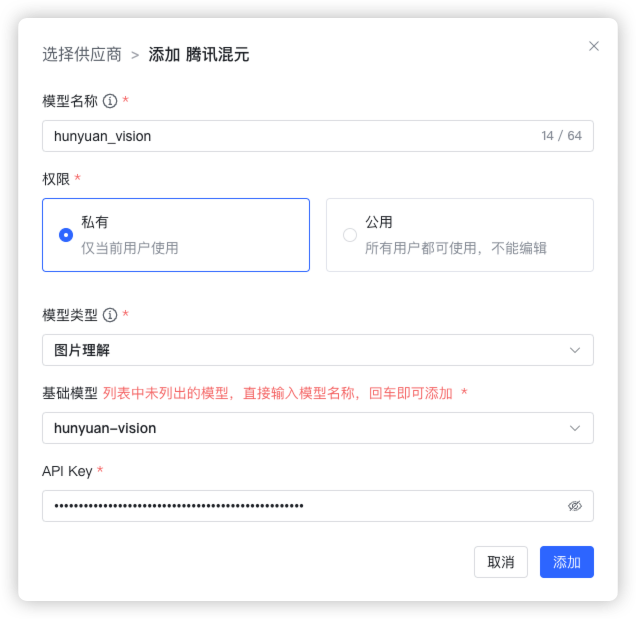 选择供应商 > 添加 腾讯混元
模型名称 *
hunyuan_vision 14 / 64
权限 *
私有
仅当前用户使用
公用
所有用户都可使用，不能编辑
模型类型 *
图片理解
基础模型 列表中未列出的模型，直接输入模型名称，回车即可添加 *
hunyuan-vision
API Key *
取消 添加